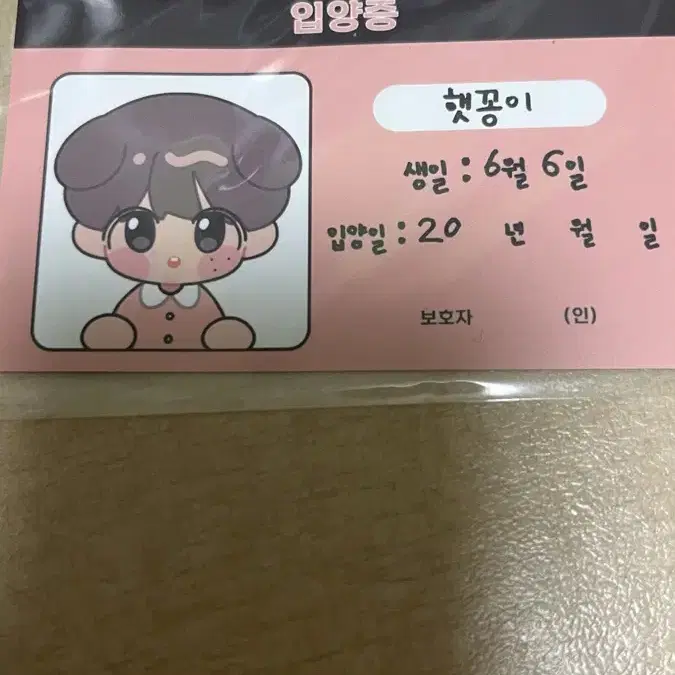 입양증
햇꽁이
생일 : 6월 6일
입양일 : 20 년 월 일
보호자 (인)